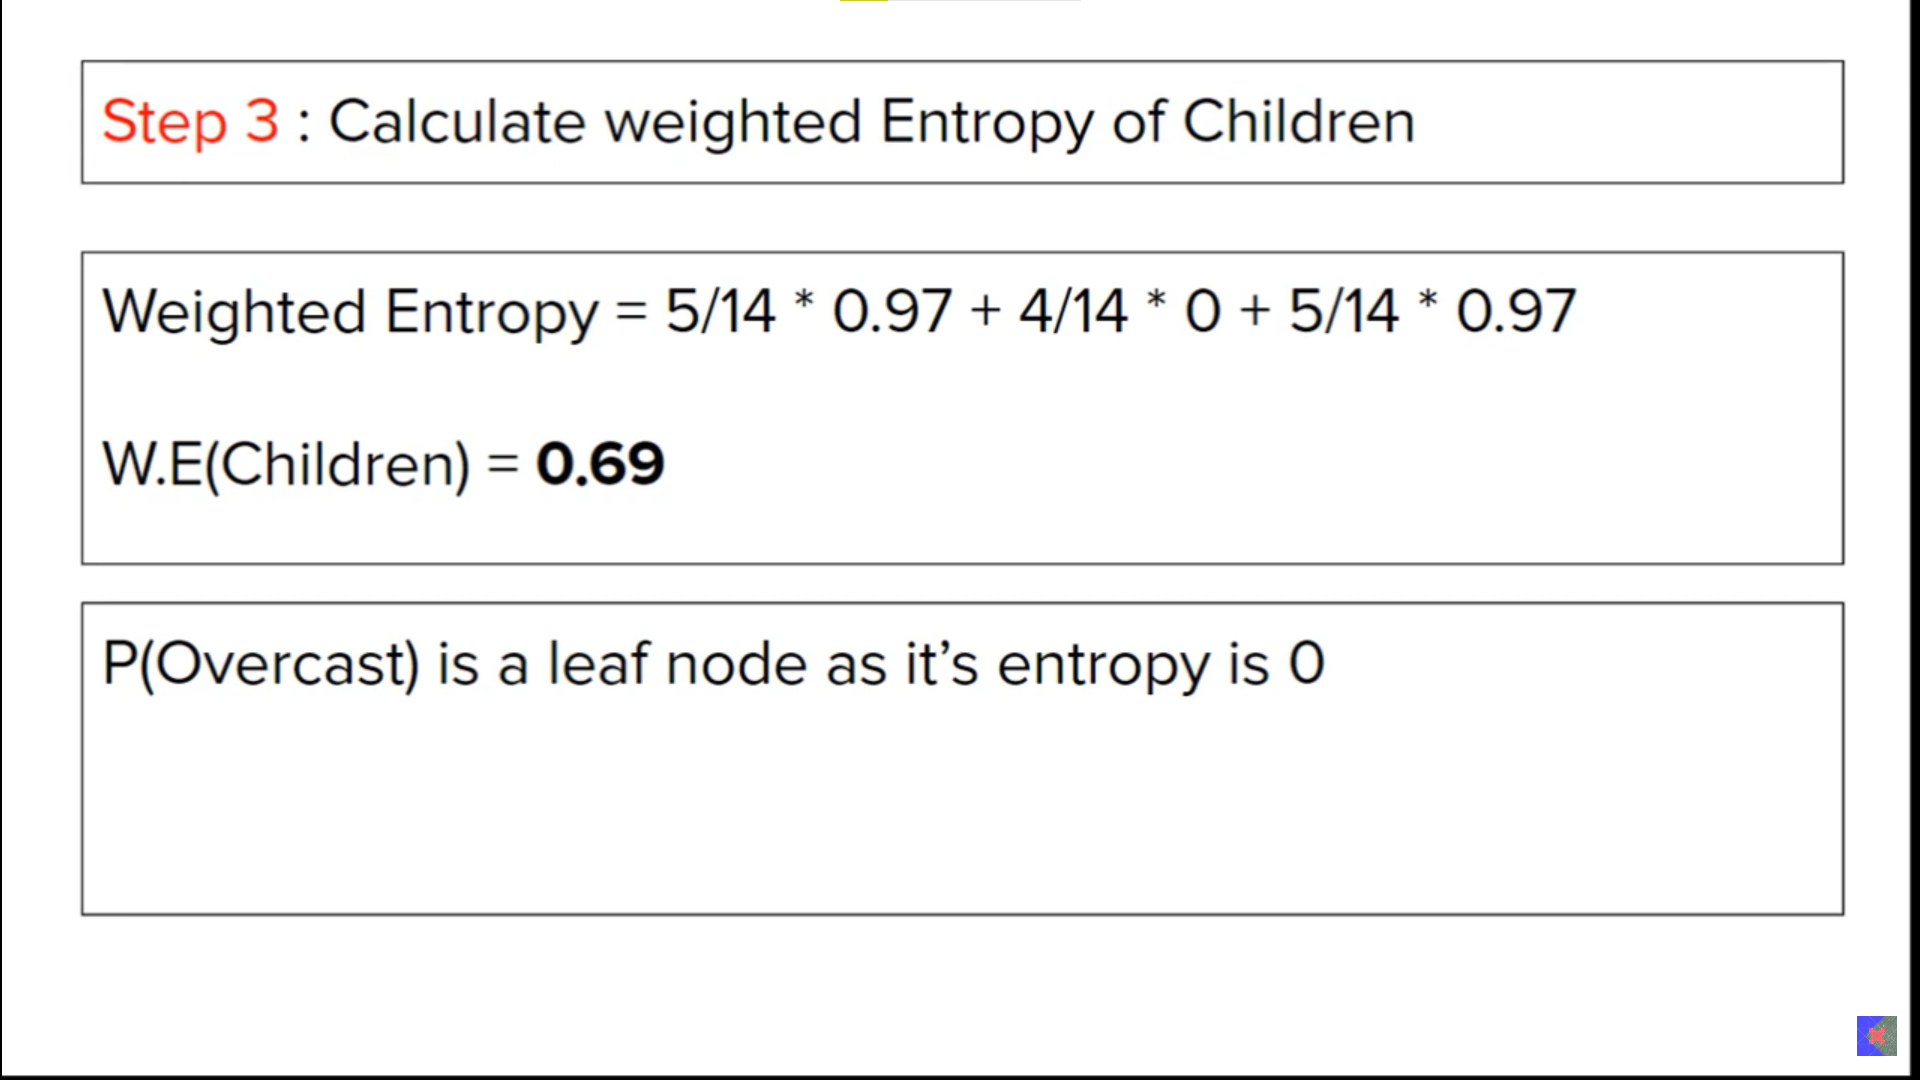 Step 3 : Calculate weighted Entropy of Children
Weighted Entropy = 5/14 * 0.97 + 4/14 * 0 + 5/14 * 0.97
W.E(Children) = 0.69
P(Overcast) is a leaf node as it’s entropy is 0